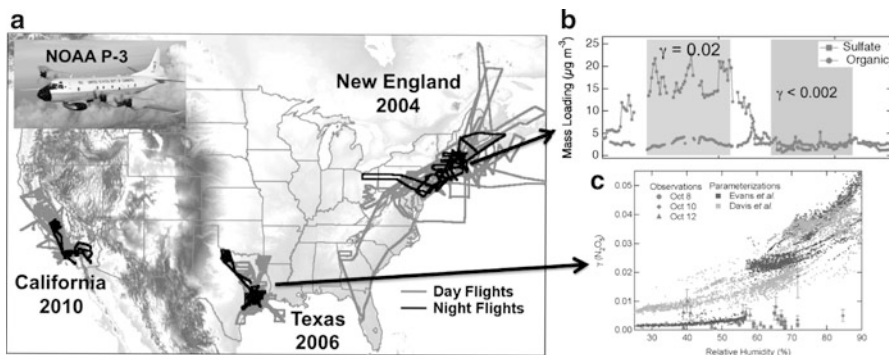 a
NOAA P-3
New England
2004
California
2010
Texas
2006
Day Flights
Night Flights
b
Mass Loading (µg m-3)
25
20
15
10
5
0
γ = 0.02
γ < 0.002
Sulfate
Organic
c
γ (N2O5)
0.05
0.04
0.03
0.02
0.01
0.00
Observations
Oct 8
Oct 10
Oct 12
Parameterizations
Evans et al
Davis et al
30
40
50
60
70
80
90
Relative Humidity (%)